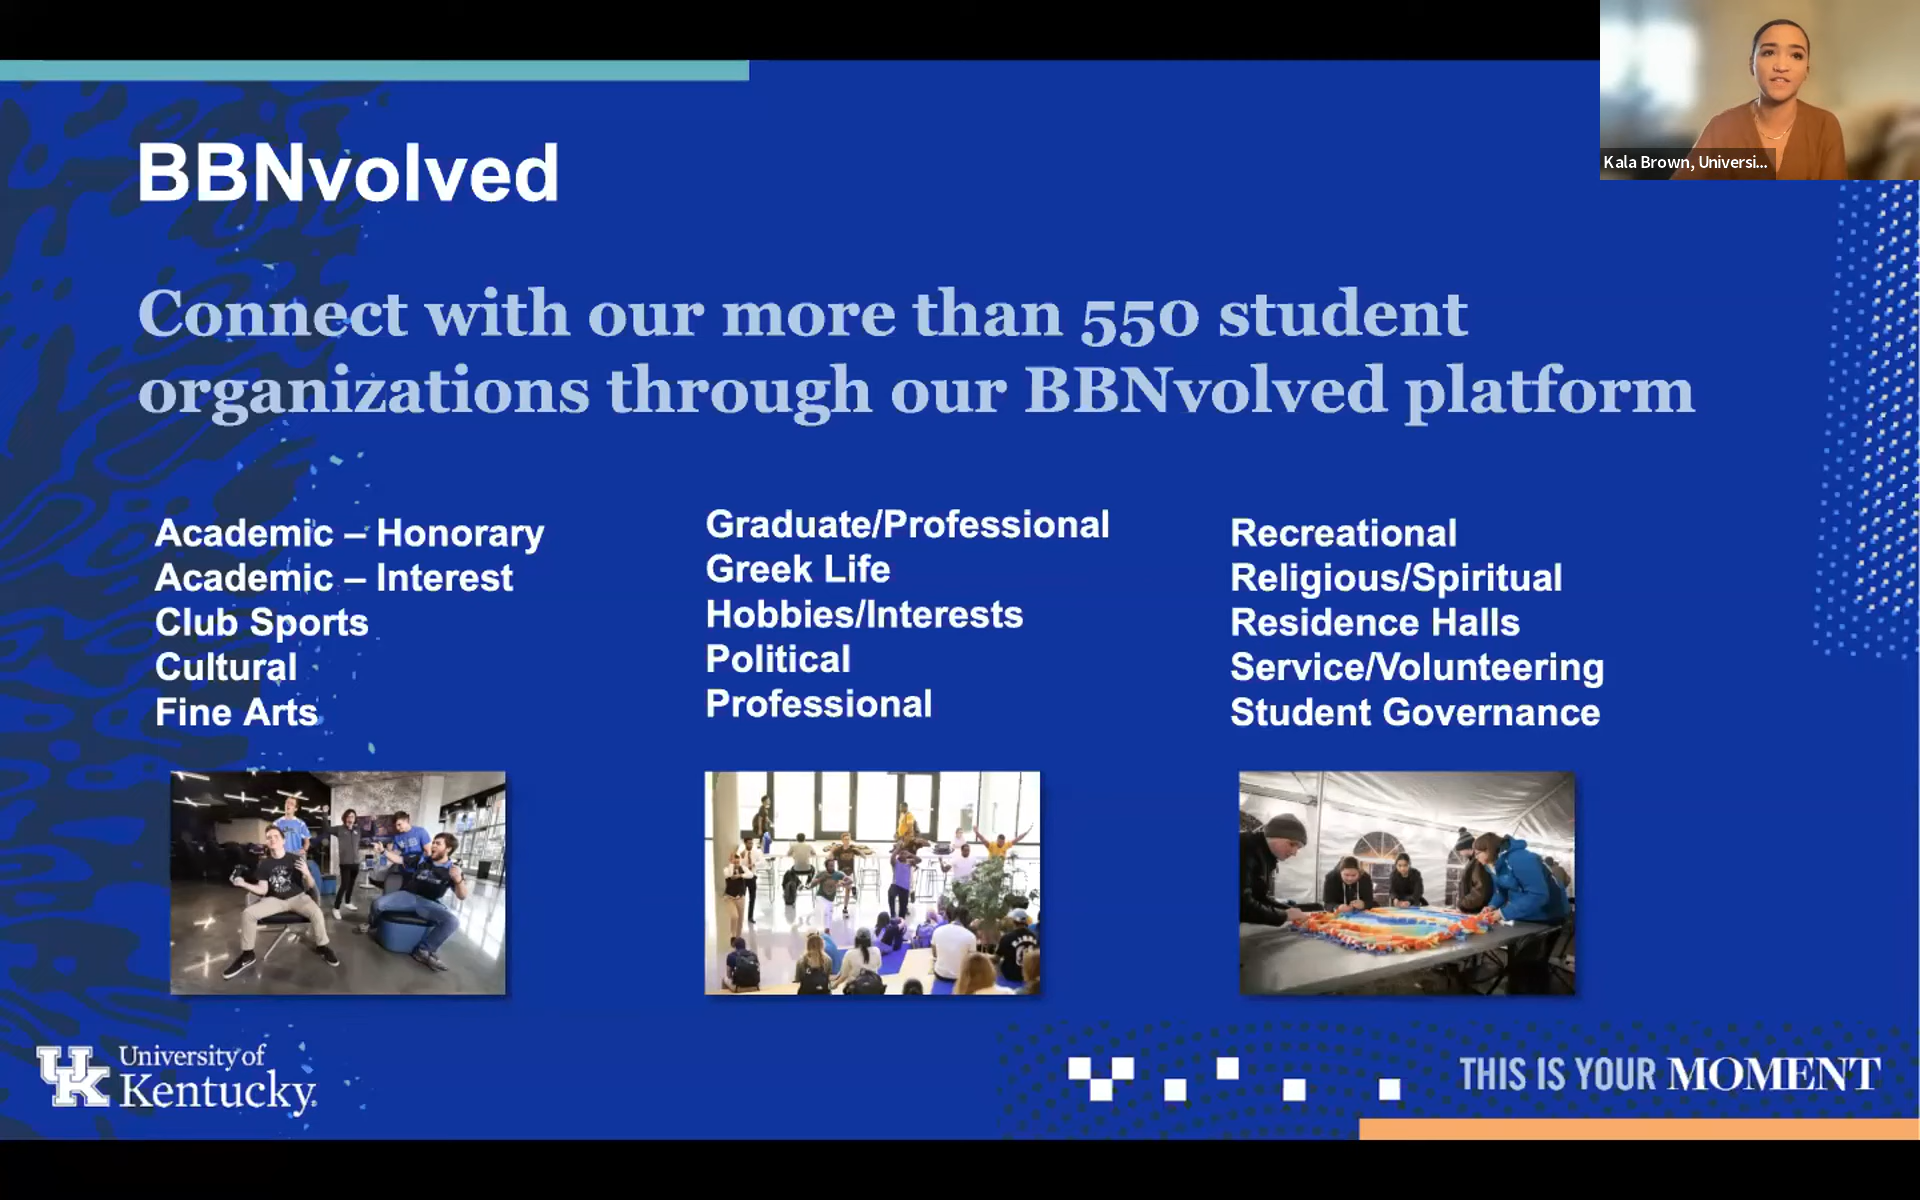 Kala Brown, Universi...
BBNvolved
Connect with our more than 550 student
organizations through our BBNvolved platform
Academic – Honorary
Academic – Interest
Club Sports
Cultural
Fine Arts
Graduate/Professional
Greek Life
Hobbies/Interests
Political
Professional
Recreational
Religious/Spiritual
Residence Halls
Service/Volunteering
Student Governance
UK
University of
Kentucky.
THIS IS YOUR MOMENT